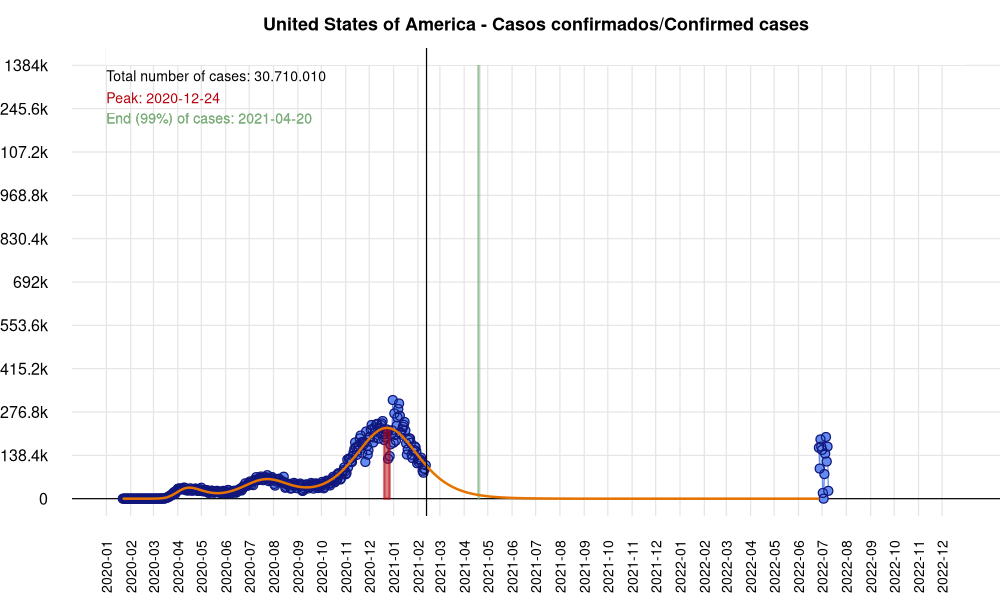 United States of America - Casos confirmados/Confirmed cases
Total number of cases: 30.710.010
Peak: 2020-12-24
End (99%) of cases: 2021-04-20
1384k
245.6k
107.2k
968.8k
830.4k
692k
553.6k
415.2k
276.8k
138.4k
0
2020-01
2020-02
2020-03
2020-04
2020-05
2020-06
2020-07
2020-08
2020-09
2020-10
2020-11
2020-12
2021-01
2021-02
2021-03
2021-04
2021-05
2021-06
2021-07
2021-08
2021-09
2021-10
2021-11
2021-12
2022-01
2022-02
2022-03
2022-04
2022-05
2022-06
2022-07
2022-08
2022-09
2022-10
2022-11
2022-12